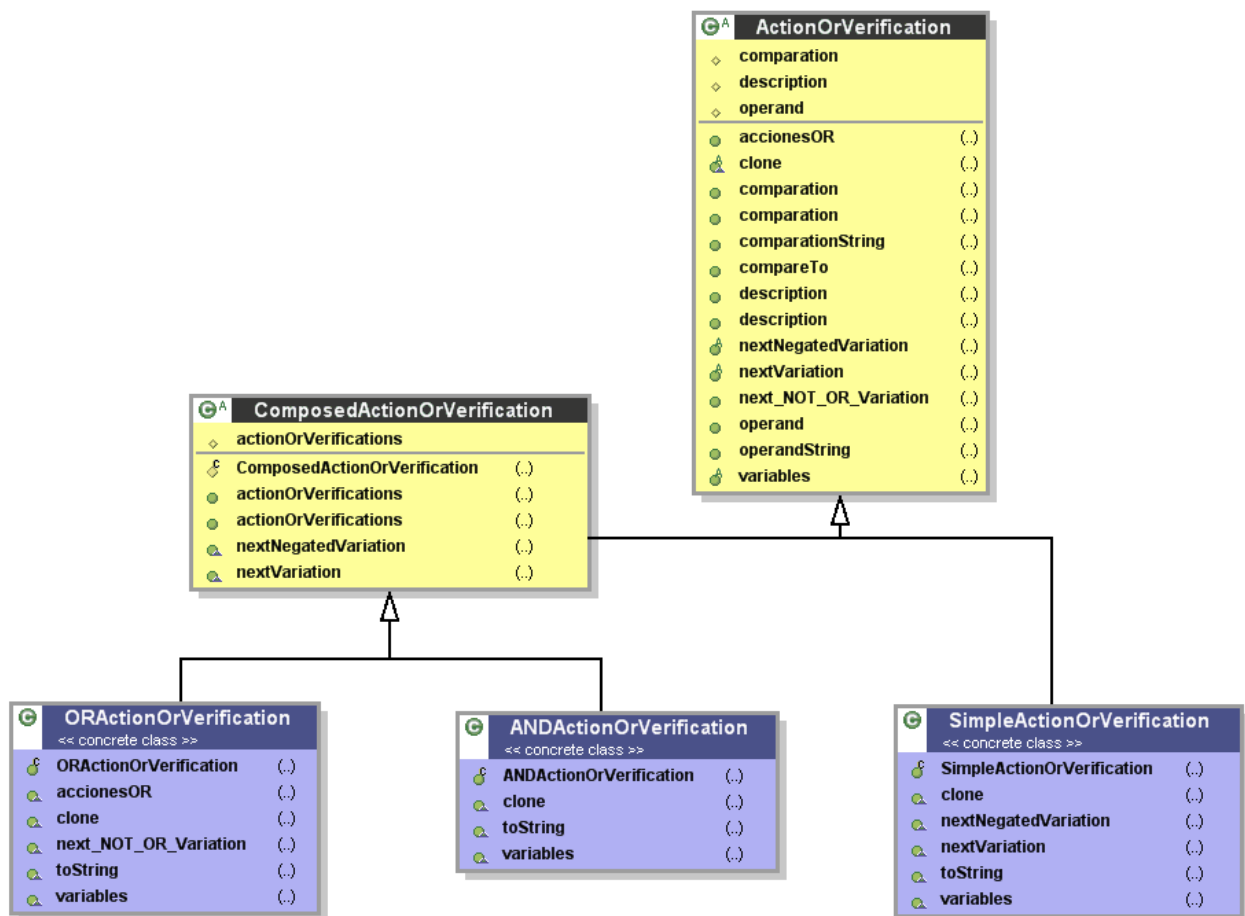 C A ActionOrVerification
comparation
description
operand
accionesOR (..)
A clone (..)
comparation (..)
comparation (..)
comparationString (..)
compareTo (..)
description (..)
description (..)
A nextNegatedVariation (..)
A nextVariation (..)
next_NOT_OR_Variation (..)
operand (..)
operandString (..)
A variables (..)
C A ComposedActionOrVerification
actionOrVerifications
C ComposedActionOrVerification (..)
actionOrVerifications (..)
actionOrVerifications (..)
nextNegatedVariation (..)
nextVariation (..)
C ORActionOrVerification
<< concrete class >>
C ORActionOrVerification (..)
accionesOR (..)
clone (..)
next_NOT_OR_Variation (..)
toString (..)
variables (..)
C ANDActionOrVerification
<< concrete class >>
C ANDActionOrVerification (..)
clone (..)
toString (..)
variables (..)
C SimpleActionOrVerification
<< concrete class >>
C SimpleActionOrVerification (..)
clone (..)
nextNegatedVariation (..)
nextVariation (..)
toString (..)
variables (..)